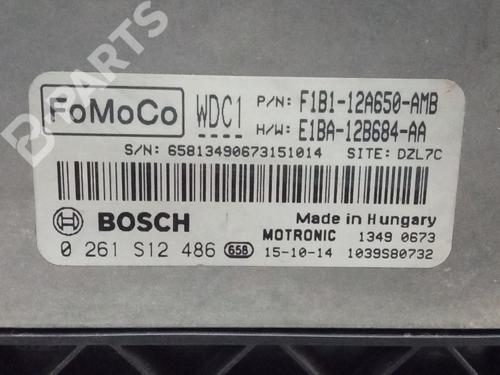 B-PARTS
FoMoCo WDC1 P/N: F1B1-12A650-AMB
H/W: E1BA-12B684-AA
S/N: 65813490673151014 SITE: DZL7C
BOSCH Made in Hungary
MOTRONIC 1349 0673
0 261 S12 486 658 15-10-14 1039S80732